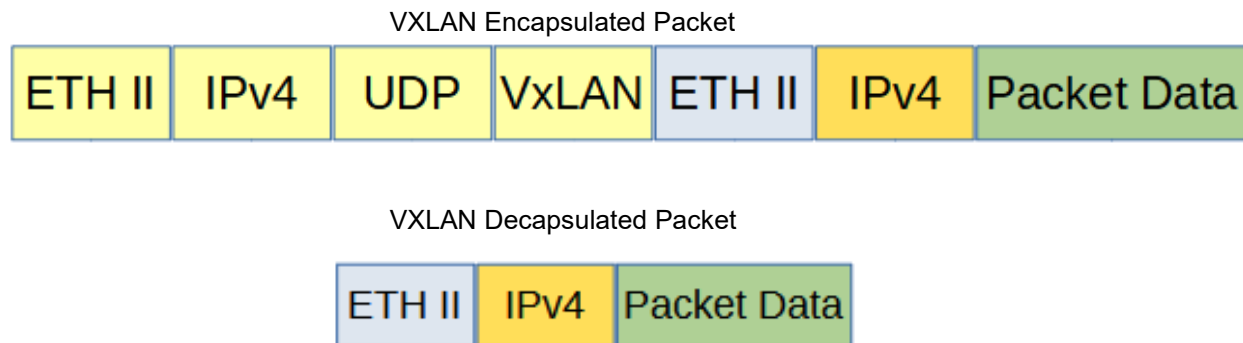 VXLAN Encapsulated Packet
ETH II IPv4 UDP VxLAN ETH II IPv4 Packet Data
VXLAN Decapsulated Packet
ETH II IPv4 Packet Data